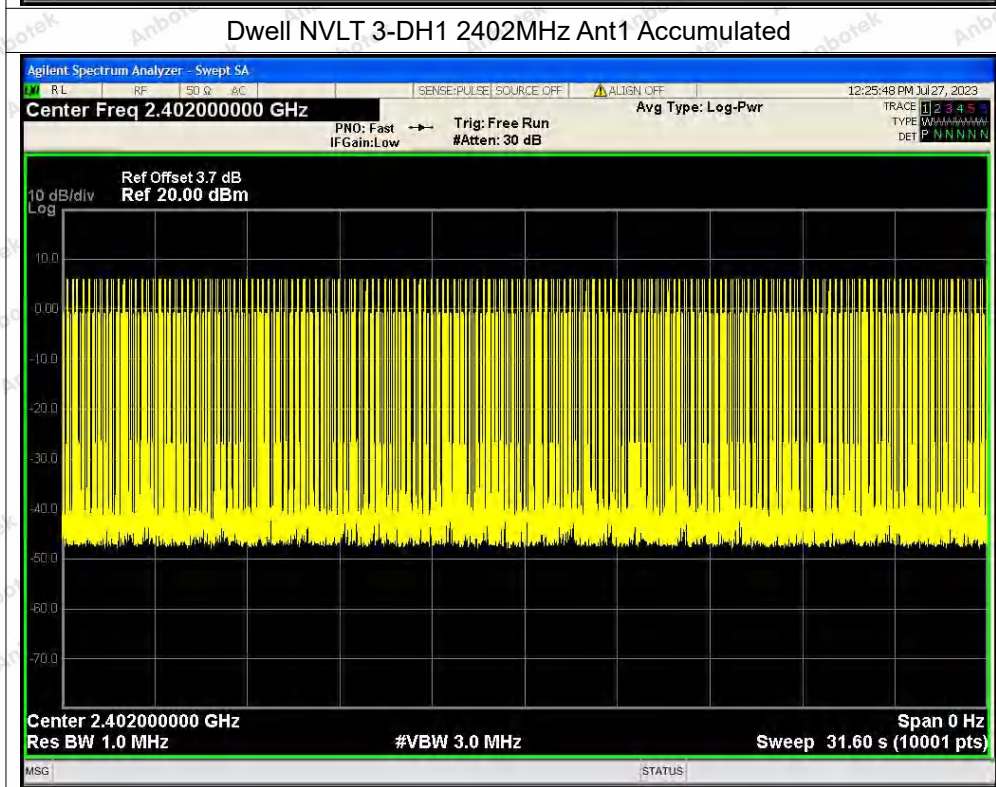 Dwell NVLT 3-DH1 2402MHz Ant1 Accumulated
Agilent Spectrum Analyzer - Swept SA
RL RF 50 Ω AC SENSE:PULSE SOURCE OFF ALIGN OFF 12:25:48 PM Jul 27, 2023
Center Freq 2.402000000 GHz
PNO: Fast
IFGain:Low
Trig: Free Run
#Atten: 30 dB
Avg Type: Log-Pwr
TRACE 1 2 3 4 5 6
TYPE WWWWWW
DET P N N N N N
Ref Offset 3.7 dB
10 dB/div Ref 20.00 dBm
Log
10.0
0.00
-10.0
-20.0
-30.0
-40.0
-50.0
-60.0
-70.0
Center 2.402000000 GHz Span 0 Hz
Res BW 1.0 MHz #VBW 3.0 MHz Sweep 31.60 s (10001 pts)
MSG STATUS
Anbotek